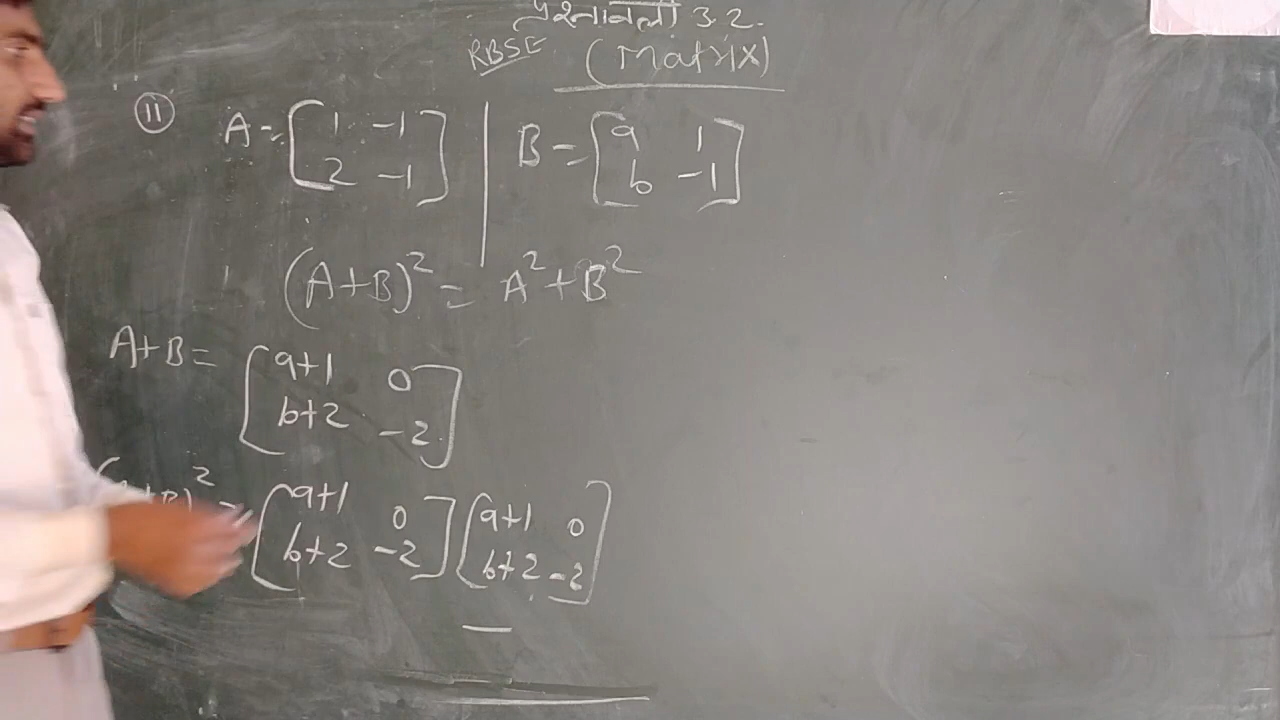 प्रश्नावली 3.2.
RBSE (Matrix)
11 A = [1 -1 2 -1] | B = [a 1 b -1]
(A+B)² = A² + B²
A+B = [a+1 0 b+2 -2]
(A+B)² = [a+1 0 b+2 -2] [a+1 0 b+2 -2]